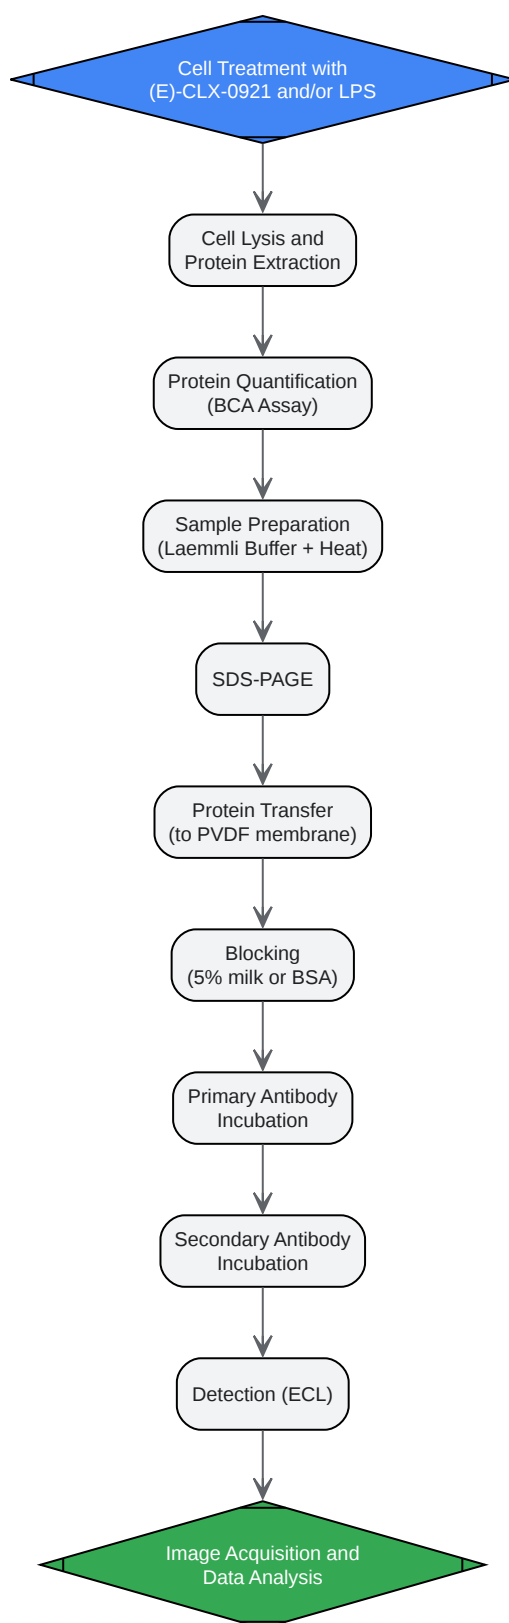 Cell Treatment with
(E)-CLX-0921 and/or LPS
Cell Lysis and
Protein Extraction
Protein Quantification
(BCA Assay)
Sample Preparation
(Laemmli Buffer + Heat)
SDS-PAGE
Protein Transfer
(to PVDF membrane)
Blocking
(5% milk or BSA)
Primary Antibody
Incubation
Secondary Antibody
Incubation
Detection (ECL)
Image Acquisition and
Data Analysis